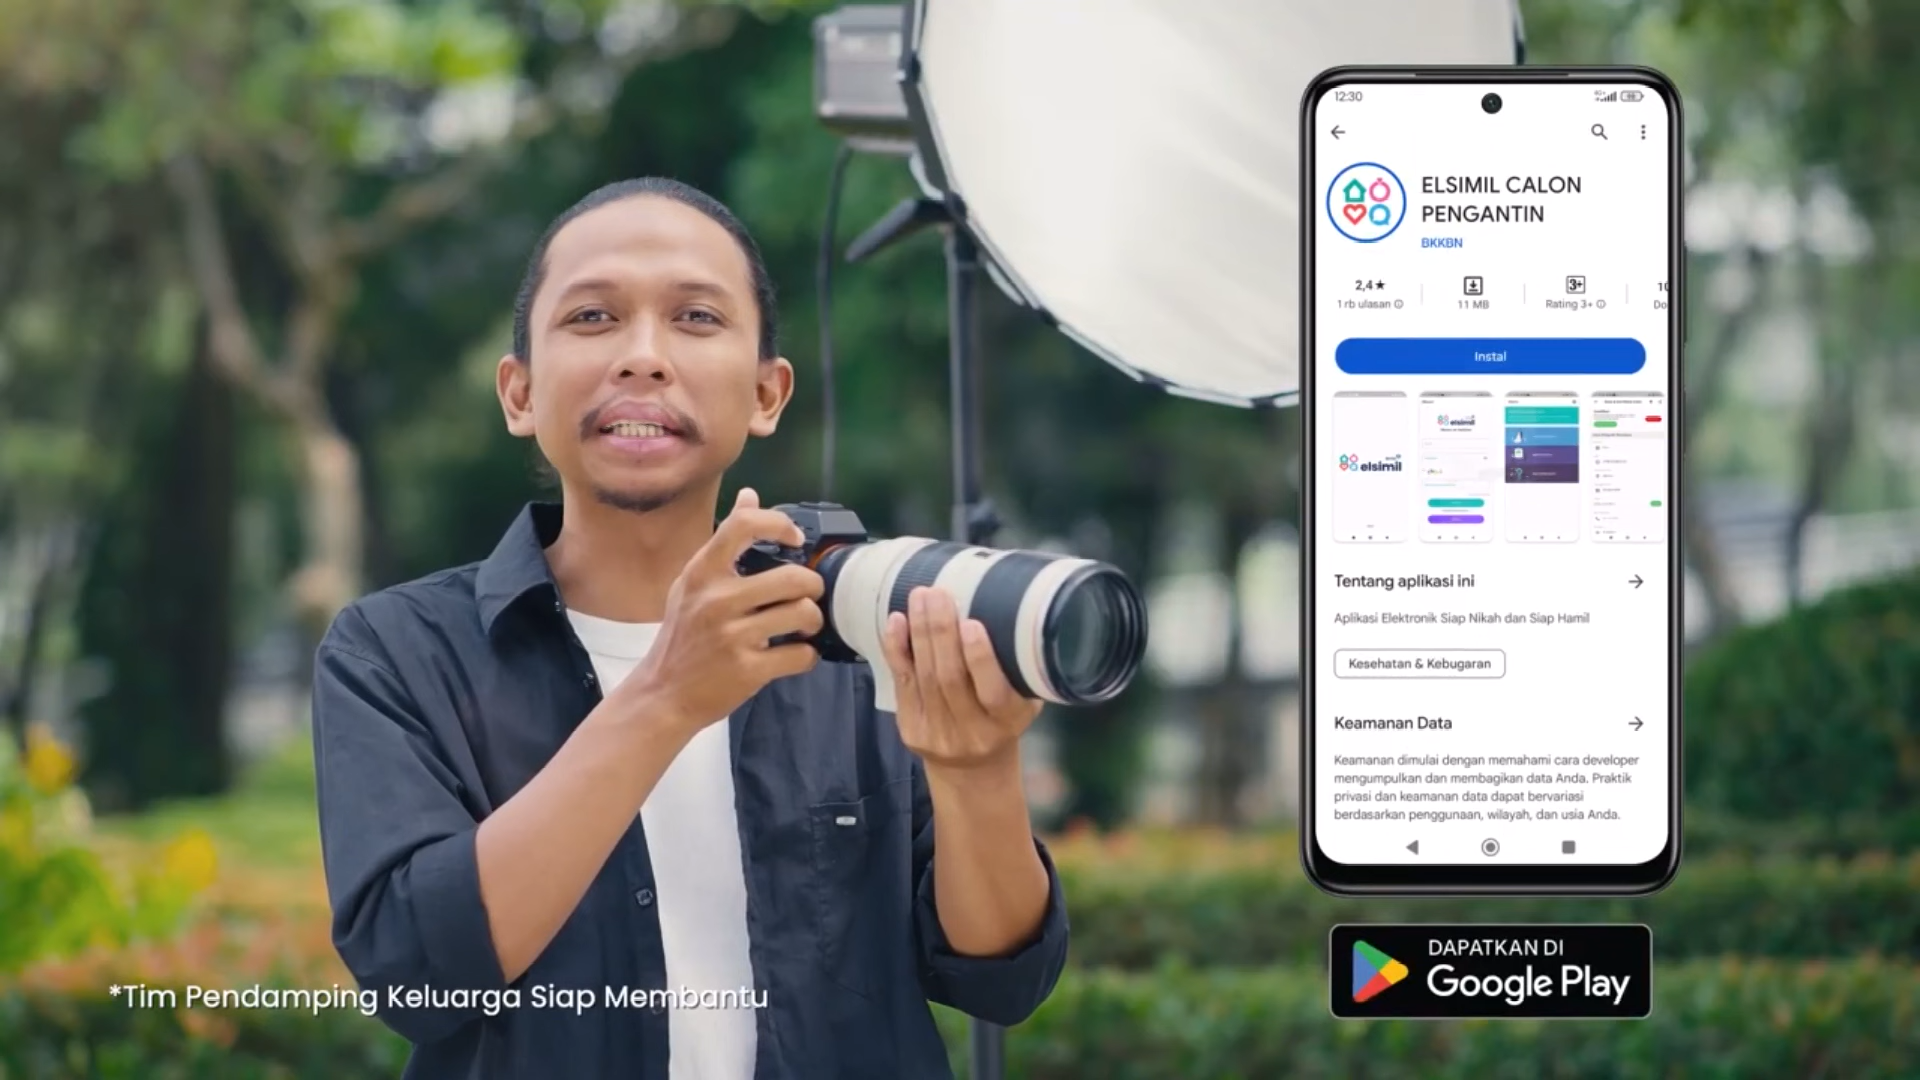 12:30
ELSIMIL CALON
PENGANTIN
BKKBN
2,4★
1 rb ulasan
11 MB
3+
Rating 3+
Instal
elsimil
elsimil
Tentang aplikasi ini
Aplikasi Elektronik Siap Nikah dan Siap Hamil
Kesehatan & Kebugaran
Keamanan Data
Keamanan dimulai dengan memahami cara developer
mengumpulkan dan membagikan data Anda. Praktik
privasi dan keamanan data dapat bervariasi
berdasarkan penggunaan, wilayah, dan usia Anda.
DAPATKAN DI
Google Play
*Tim Pendamping Keluarga Siap Membantu